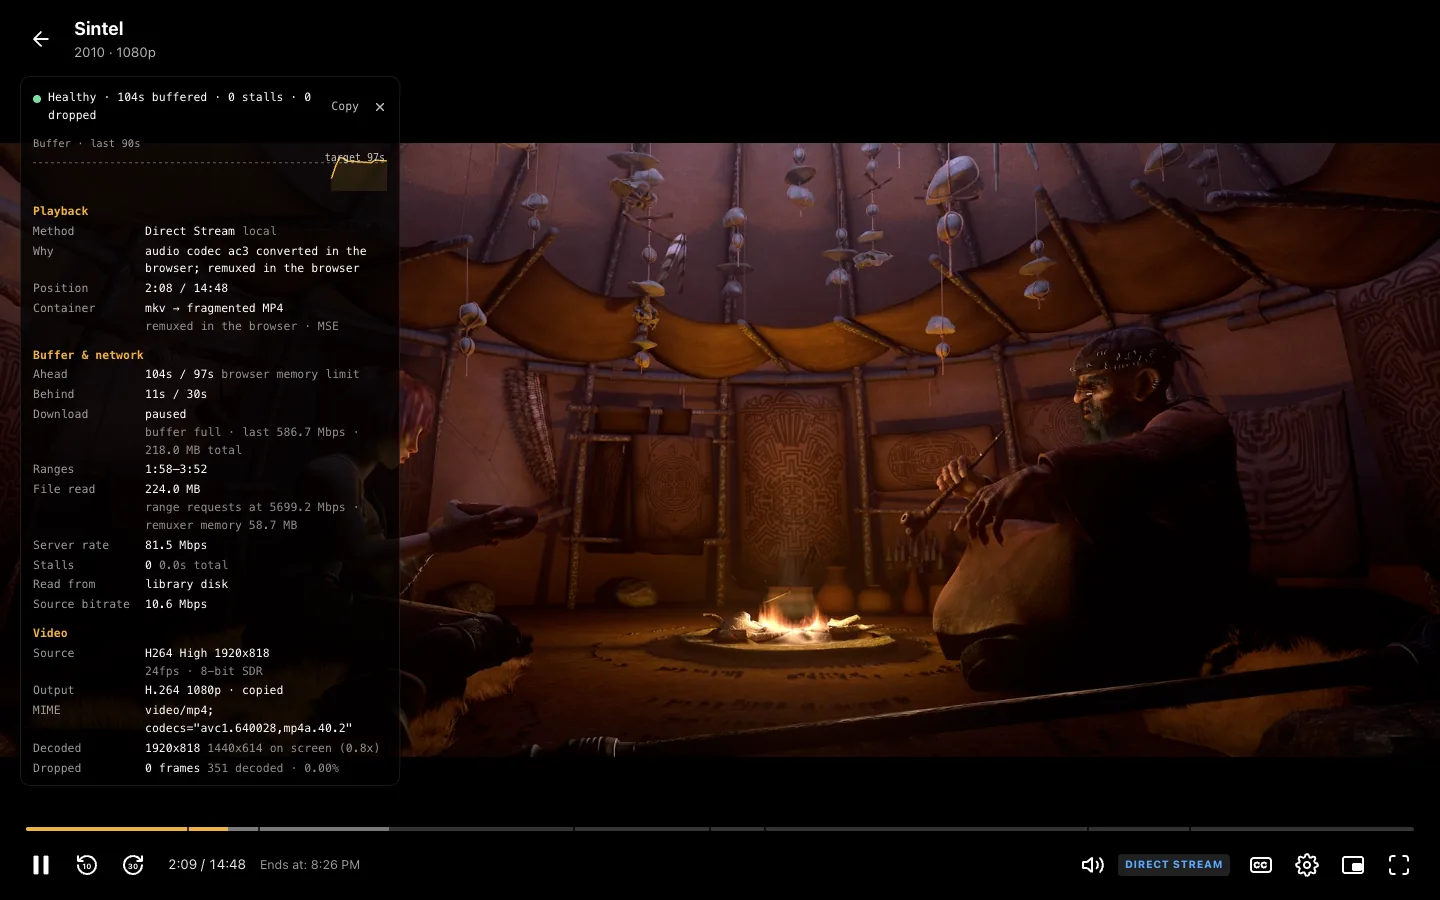 Sintel
2010 · 1080p
Healthy · 104s buffered · 0 stalls · 0
dropped
Copy
Buffer · last 90s
target 97s
Playback
Method Direct Stream local
Why audio codec ac3 converted in the
browser; remuxed in the browser
Position 2:08 / 14:48
Container mkv → fragmented MP4
remuxed in the browser · MSE
Buffer & network
Ahead 104s / 97s browser memory limit
Behind 11s / 30s
Download paused
buffer full · last 586.7 Mbps ·
218.0 MB total
Ranges 1:58–3:52
File read 224.0 MB
range requests at 5699.2 Mbps ·
remuxer memory 58.7 MB
Server rate 81.5 Mbps
Stalls 0 0.0s total
Read from library disk
Source bitrate 10.6 Mbps
Video
Source H264 High 1920x818
24fps · 8-bit SDR
Output H.264 1080p · copied
MIME video/mp4;
codecs="avc1.640028,mp4a.40.2"
Decoded 1920x818 1440x614 on screen (0.8x)
Dropped 0 frames 351 decoded · 0.00%
10
30
2:09 / 14:48
Ends at: 8:26 PM
DIRECT STREAM
CC